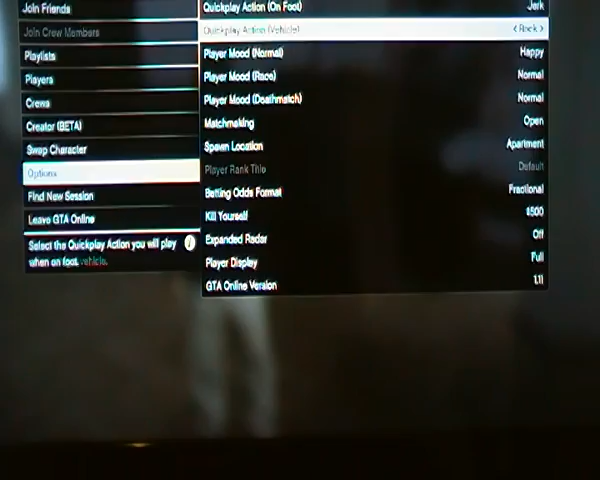 Join Friends
Join Crew Members
Playlists
Players
Crews
Creator (BETA)
Swap Character
Options
Find New Session
Leave GTA Online
Select the Quickplay Action you will play
when on foot. vehicle.
Quickplay Action (On Foot) Jerk
Quickplay Action (Vehicle) < Rock >
Player Mood (Normal) Happy
Player Mood (Race) Normal
Player Mood (Deathmatch) Normal
Matchmaking Open
Spawn Location Apartment
Player Rank Title Default
Betting Odds Format Fractional
Kill Yourself $500
Expanded Radar Off
Player Display Full
GTA Online Version 1.11